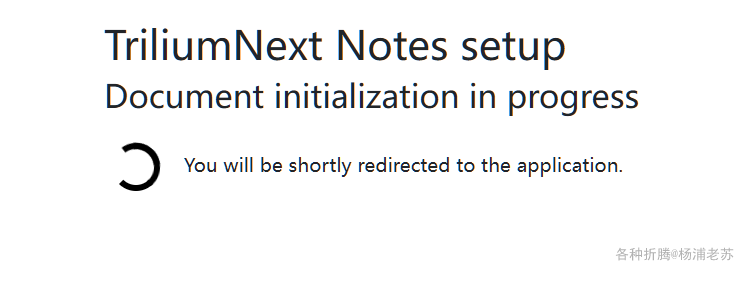 TriliumNext Notes setup
Document initialization in progress
You will be shortly redirected to the application.
各种折腾@杨浦老苏